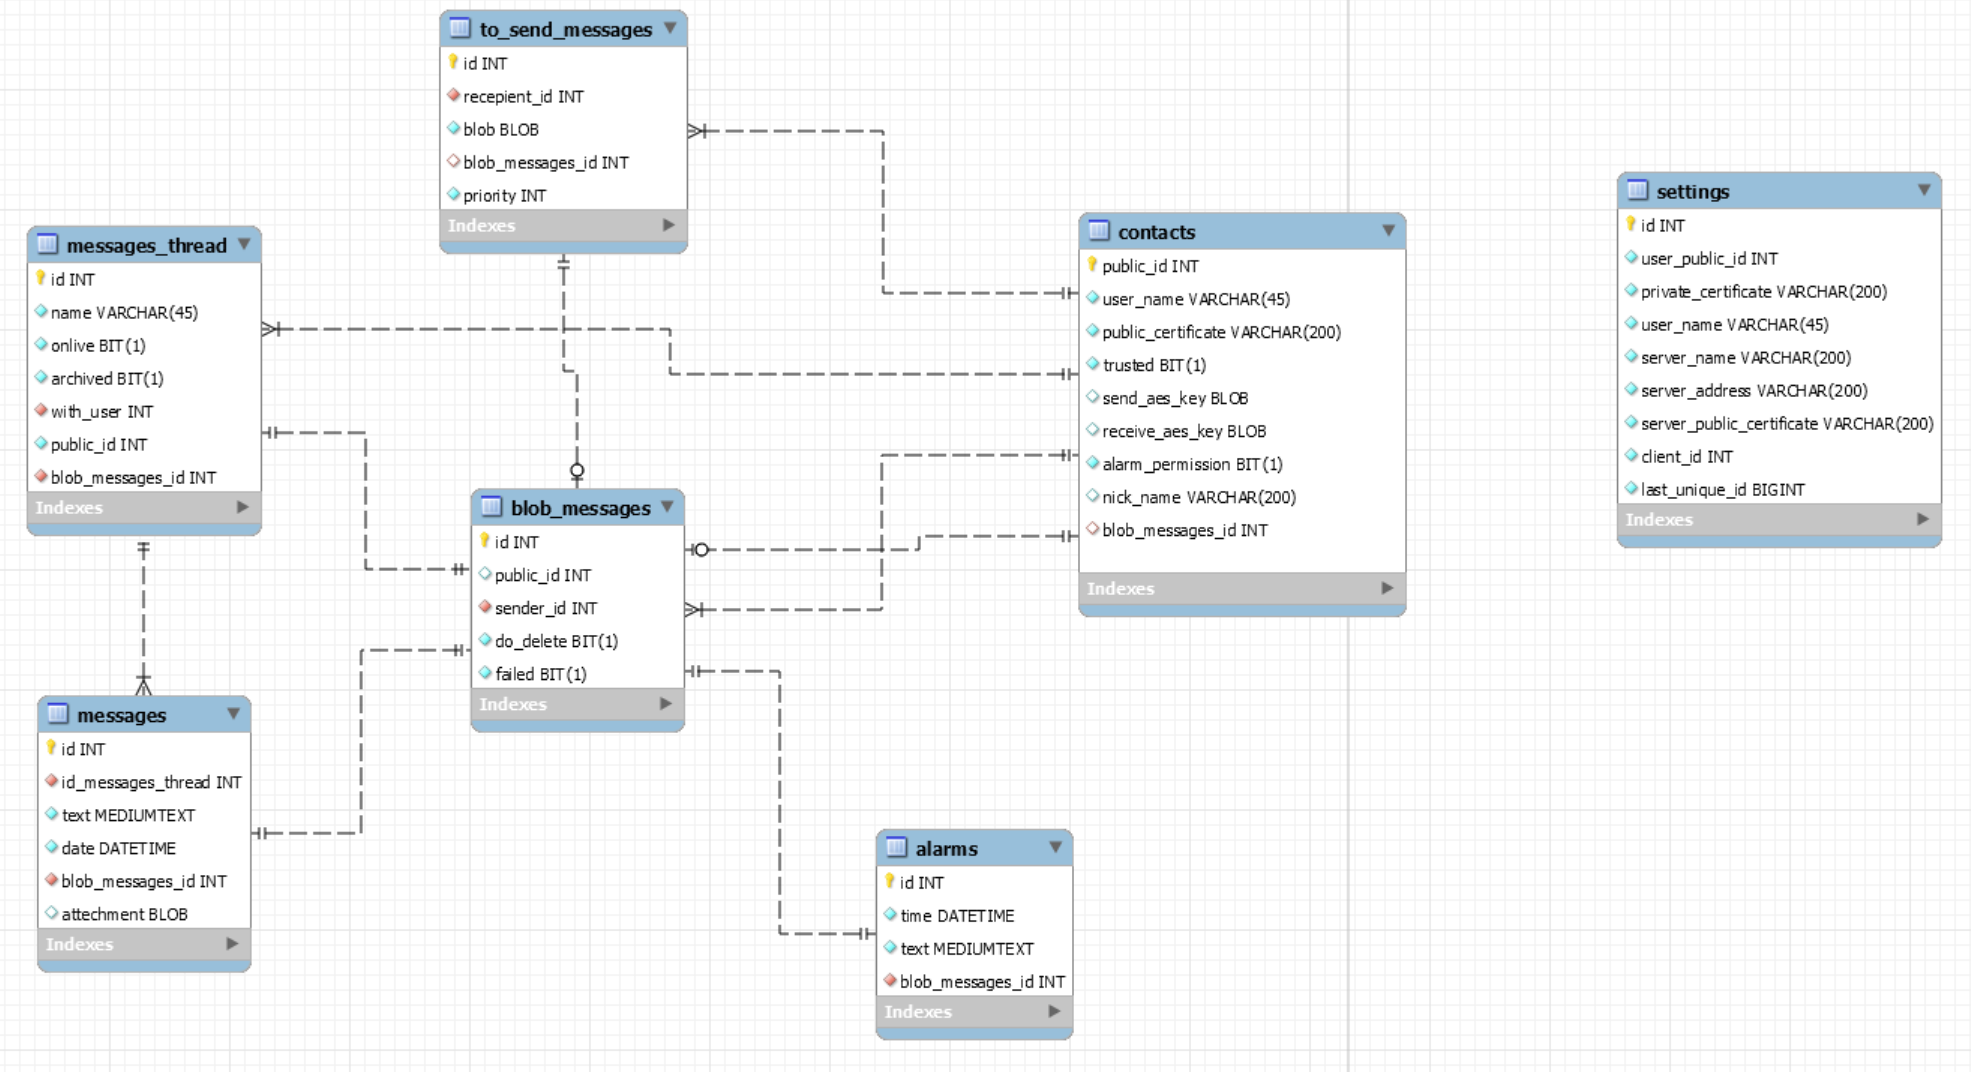 to_send_messages
id INT
recepient_id INT
blob BLOB
blob_messages_id INT
priority INT
Indexes
messages_thread
id INT
name VARCHAR(45)
onlive BIT(1)
archived BIT(1)
with_user INT
public_id INT
blob_messages_id INT
Indexes
contacts
public_id INT
user_name VARCHAR(45)
public_certificate VARCHAR(200)
trusted BIT(1)
send_aes_key BLOB
receive_aes_key BLOB
alarm_permission BIT(1)
nick_name VARCHAR(200)
blob_messages_id INT
Indexes
settings
id INT
user_public_id INT
private_certificate VARCHAR(200)
user_name VARCHAR(45)
server_name VARCHAR(200)
server_address VARCHAR(200)
server_public_certificate VARCHAR(200)
client_id INT
last_unique_id BIGINT
Indexes
blob_messages
id INT
public_id INT
sender_id INT
do_delete BIT(1)
failed BIT(1)
Indexes
messages
id INT
id_messages_thread INT
text MEDIUMTEXT
date DATETIME
blob_messages_id INT
attechment BLOB
Indexes
alarms
id INT
time DATETIME
text MEDIUMTEXT
blob_messages_id INT
Indexes